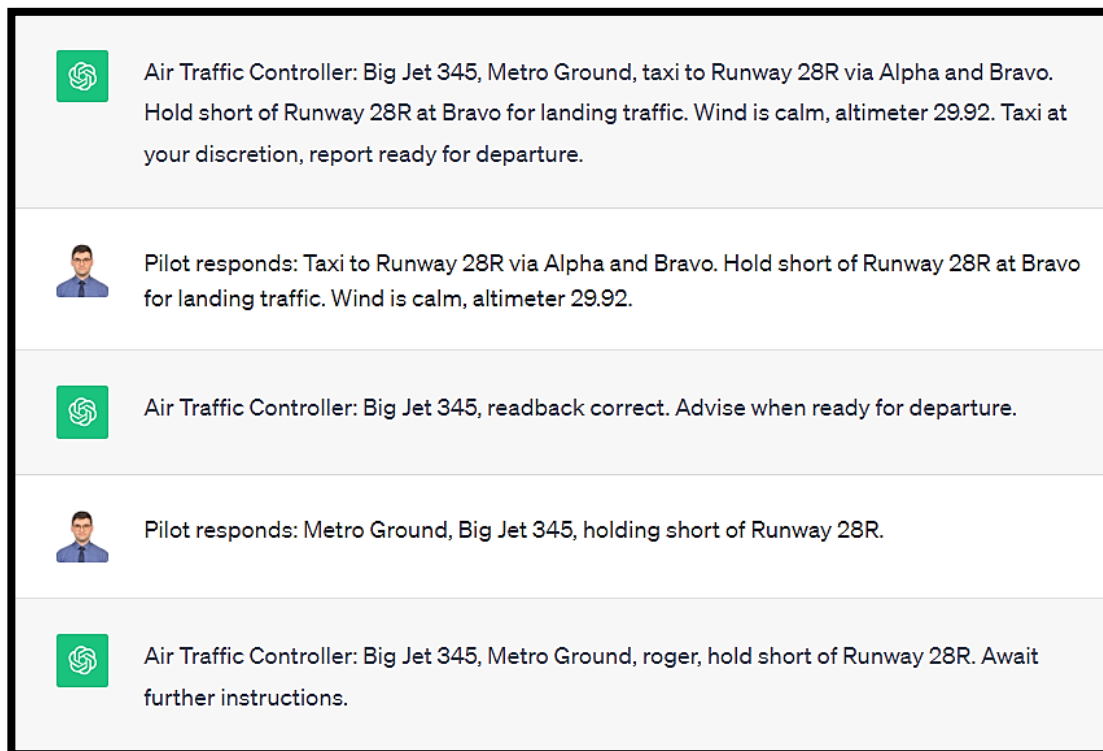 Air Traffic Controller: Big Jet 345, Metro Ground, taxi to Runway 28R via Alpha and Bravo.
Hold short of Runway 28R at Bravo for landing traffic. Wind is calm, altimeter 29.92. Taxi at
your discretion, report ready for departure.
Pilot responds: Taxi to Runway 28R via Alpha and Bravo. Hold short of Runway 28R at Bravo
for landing traffic. Wind is calm, altimeter 29.92.
Air Traffic Controller: Big Jet 345, readback correct. Advise when ready for departure.
Pilot responds: Metro Ground, Big Jet 345, holding short of Runway 28R.
Air Traffic Controller: Big Jet 345, Metro Ground, roger, hold short of Runway 28R. Await
further instructions.